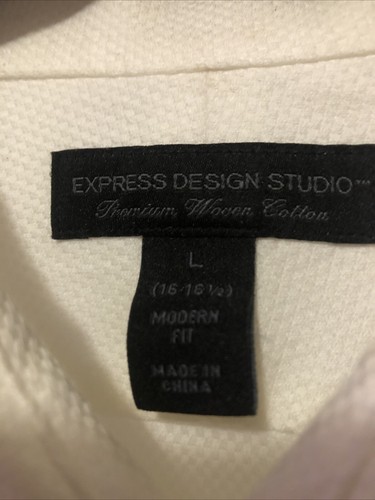 EXPRESS DESIGN STUDIO™
Premium Woven Cotton
L
(16-16½)
MODERN
FIT
MADE IN
CHINA